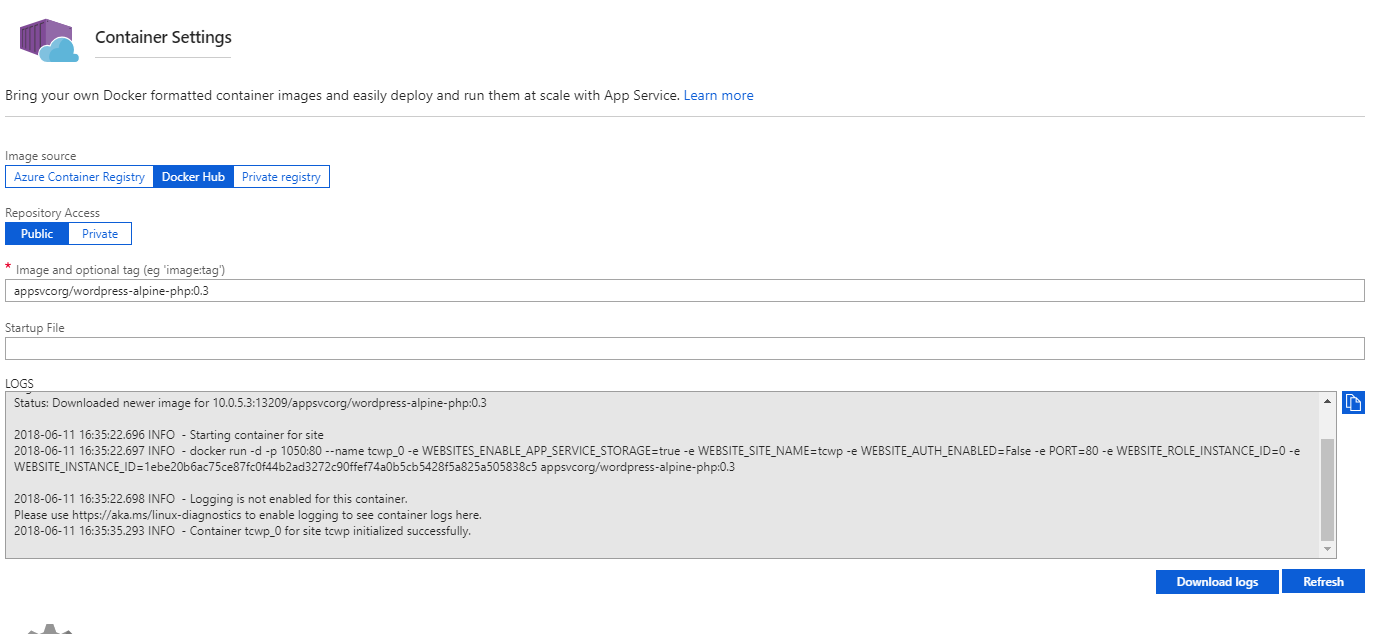 Container Settings
Bring your own Docker formatted container images and easily deploy and run them at scale with App Service. Learn more
Image source
Azure Container Registry Docker Hub Private registry
Repository Access
Public Private
* Image and optional tag (eg 'image:tag')
appsvcorg/wordpress-alpine-php:0.3
Startup File
LOGS
Status: Downloaded newer image for 10.0.5.3:13209/appsvcorg/wordpress-alpine-php:0.3
2018-06-11 16:35:22.696 INFO - Starting container for site
2018-06-11 16:35:22.697 INFO - docker run -d -p 1050:80 --name tcwp_0 -e WEBSITES_ENABLE_APP_SERVICE_STORAGE=true -e WEBSITE_SITE_NAME=tcwp -e WEBSITE_AUTH_ENABLED=False -e PORT=80 -e WEBSITE_ROLE_INSTANCE_ID=0 -e
WEBSITE_INSTANCE_ID=1ebe20b6ac75ce87fc0f44b2ad3272c90ffef74a0b5cb5428f5a825a505838c5 appsvcorg/wordpress-alpine-php:0.3
2018-06-11 16:35:22.698 INFO - Logging is not enabled for this container.
Please use https://aka.ms/linux-diagnostics to enable logging to see container logs here.
2018-06-11 16:35:35.293 INFO - Container tcwp_0 for site tcwp initialized successfully.
Download logs Refresh